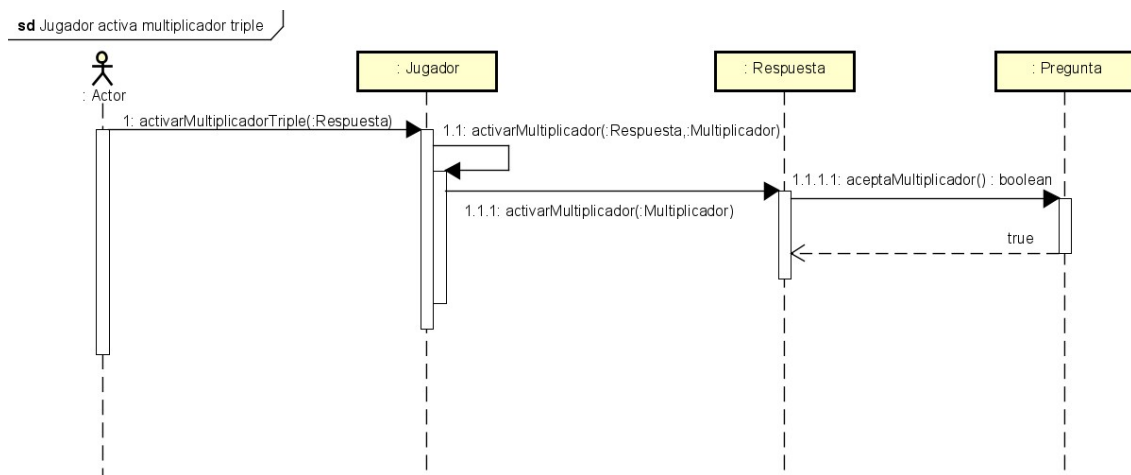 sd Jugador activa multiplicador triple
: Actor
: Jugador
: Respuesta
: Pregunta
1: activarMultiplicadorTriple(:Respuesta)
1.1: activarMultiplicador(:Respuesta,:Multiplicador)
1.1.1.1: aceptaMultiplicador() : boolean
1.1.1: activarMultiplicador(:Multiplicador)
true